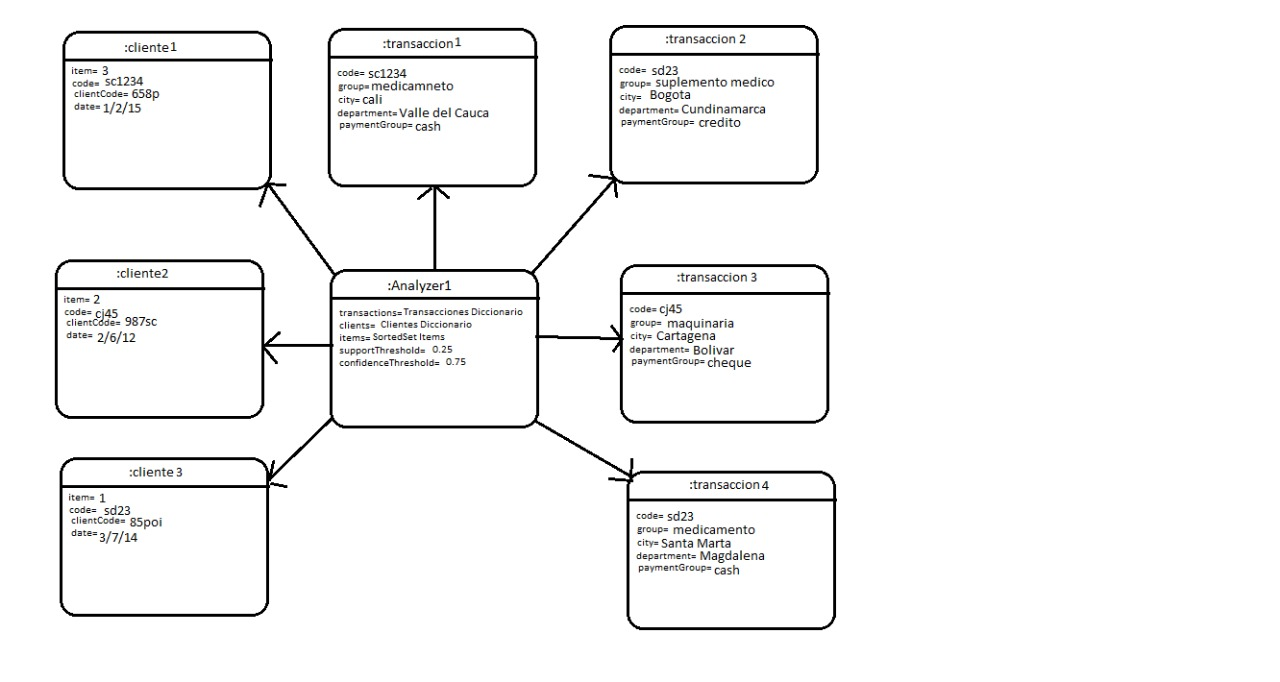 :cliente1
item= 3
code= sc1234
clientCode= 658p
date= 1/2/15
:transaccion1
code= sc1234
group= medicamneto
city= cali
department= Valle del Cauca
paymentGroup= cash
:transaccion 2
code= sd23
group= suplemento medico
city= Bogota
department= Cundinamarca
paymentGroup= credito
:cliente2
item= 2
code= cj45
clientCode= 987sc
date= 2/6/12
:Analyzer1
transactions= Transacciones Diccionario
clients= Clientes Diccionario
items= SortedSet Items
supportThreshold= 0.25
confidenceThreshold= 0.75
:transaccion 3
code= cj45
group= maquinaria
city= Cartagena
department= Bolivar
paymentGroup= cheque
:cliente 3
item= 1
code= sd23
clientCode= 85poi
date= 3/7/14
:transaccion 4
code= sd23
group= medicamento
city= Santa Marta
department= Magdalena
paymentGroup= cash